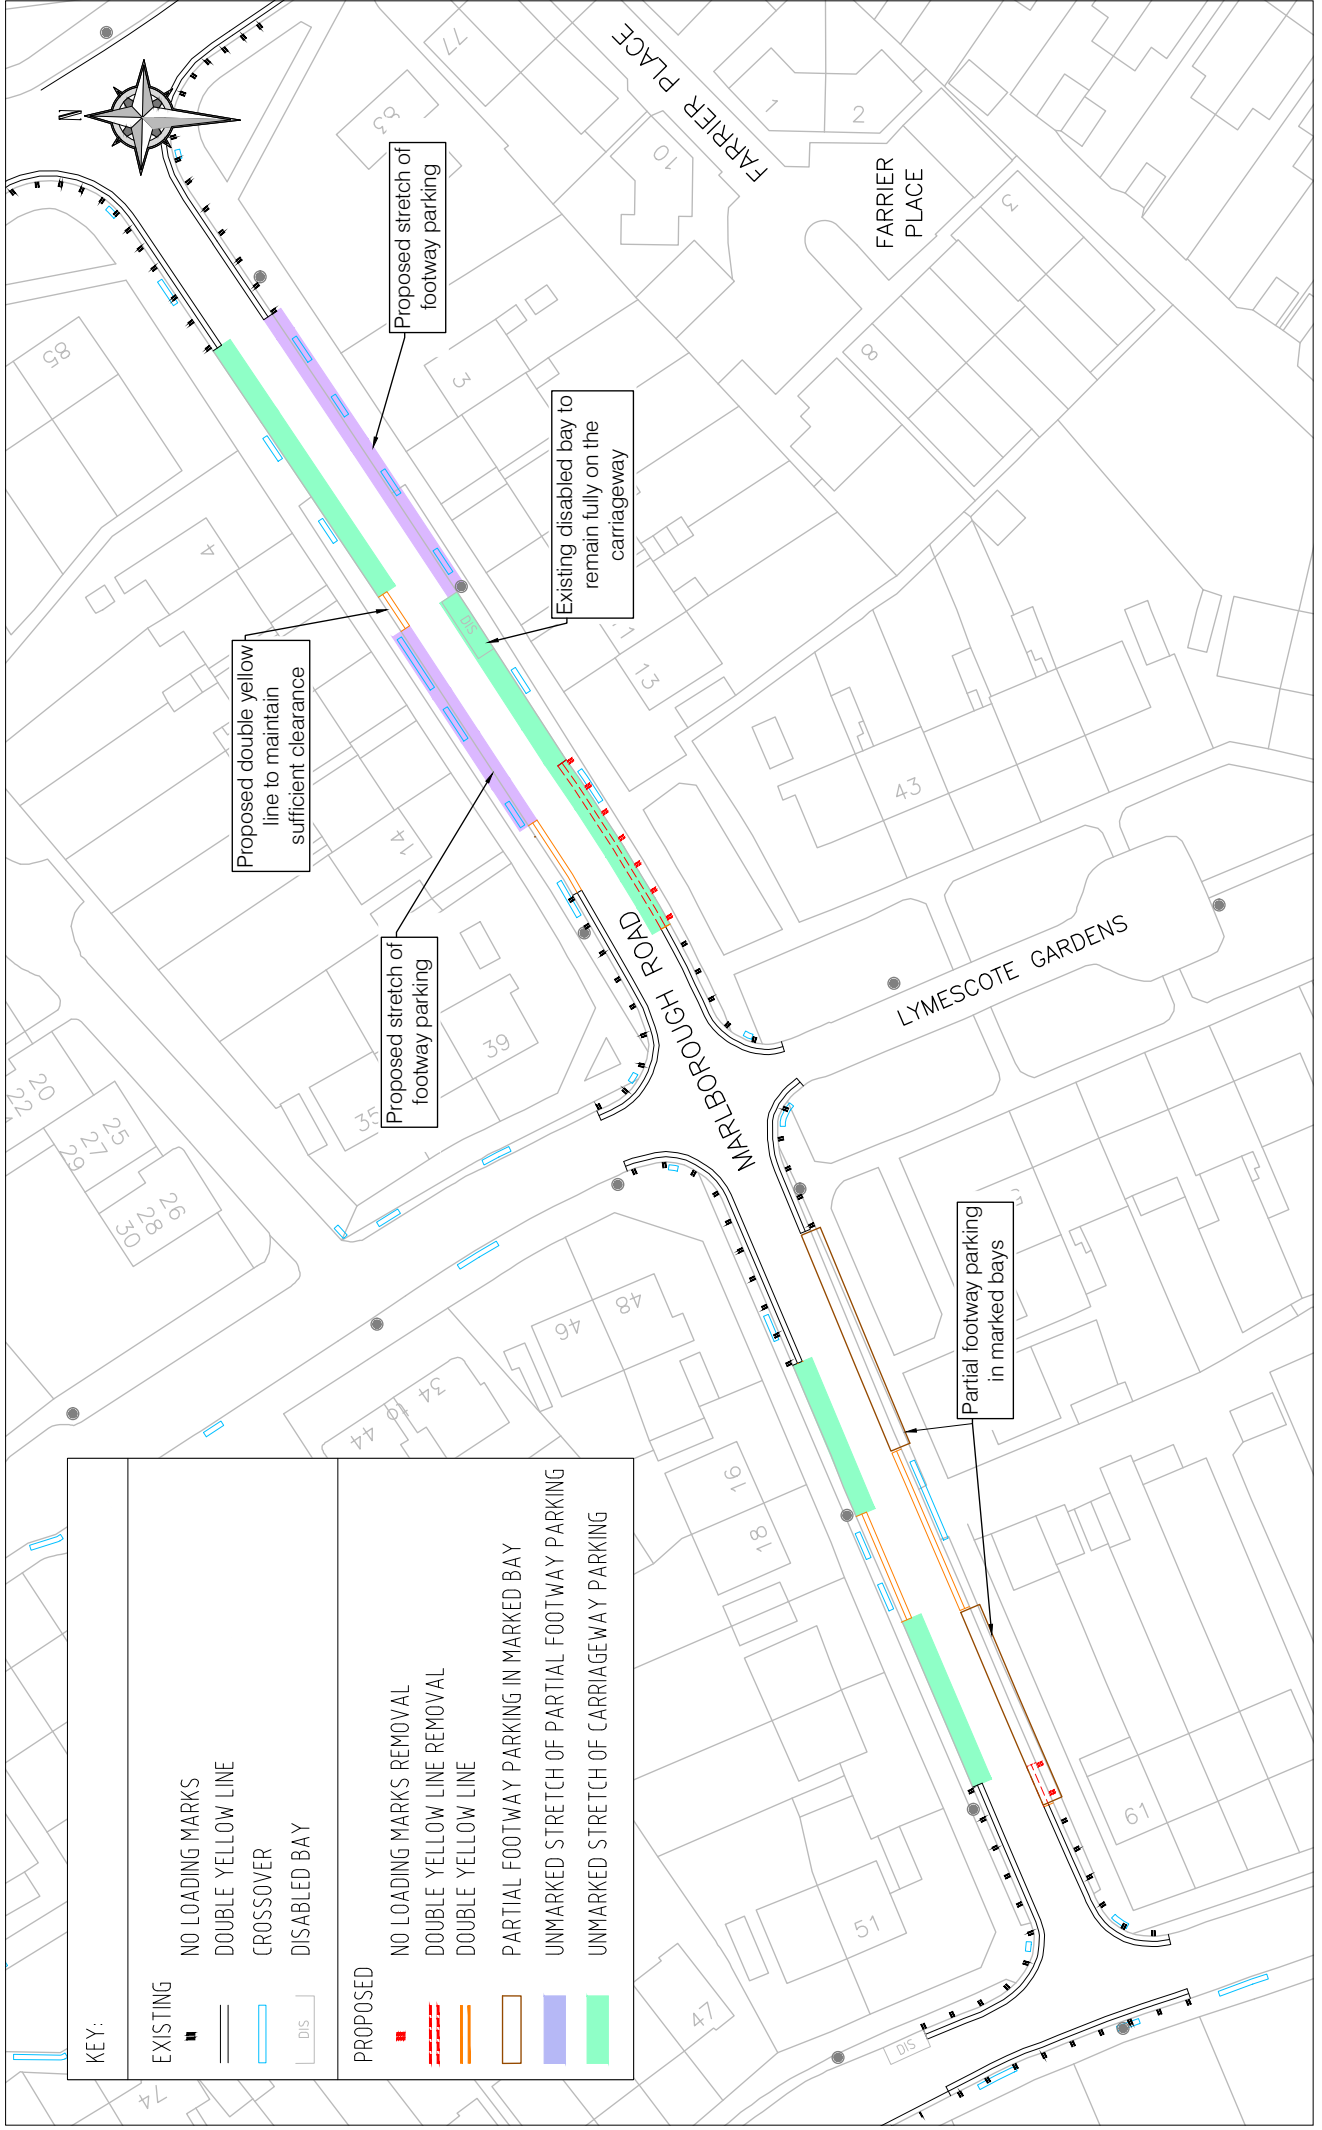 KEY:
EXISTING
NO LOADING MARKS
DOUBLE YELLOW LINE
CROSSOVER
DIS
DISABLED BAY
PROPOSED
NO LOADING MARKS REMOVAL
DOUBLE YELLOW LINE REMOVAL
DOUBLE YELLOW LINE
PARTIAL FOOTWAY PARKING IN MARKED BAY
UNMARKED STRETCH OF PARTIAL FOOTWAY PARKING
UNMARKED STRETCH OF CARRIAGEWAY PARKING
Proposed double yellow
line to maintain
sufficient clearance
Proposed stretch of
footway parking
Proposed stretch of
footway parking
Existing disabled bay to
remain fully on the
carriageway
Partial footway parking
in marked bays
MARLBOROUGH ROAD
LYMESCOTE GARDENS
FARRIER PLACE
FARRIER
PLACE
N
DIS
DIS
74
47
51
61
18
16
46
48
34 to
44
30
28
26
29
27
25
22
20
35
39
14
4
85
83
77
10
1
2
3
8
3
13
43